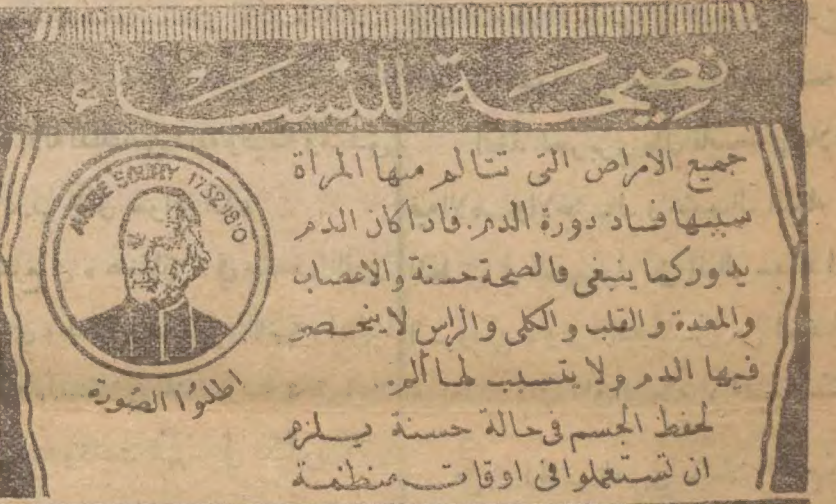 نصيحة للنساء
جميع الامراض التى تتالم منها المراة
سببها فساد دورة الدم. فاداكان الدم
يدور كما ينبغى فالصحة حسنة والاعصاب
والمعدة والقلب والكلى والراس لا ينحصر
فيها الدم ولا يتسبب لها ألم.
لحفظ الجسم فى حالة حسنة يلزم
ان تستعملوا فى اوقات منظمة
ABBE SOURY 1732-1810
اطلبوا الصورة